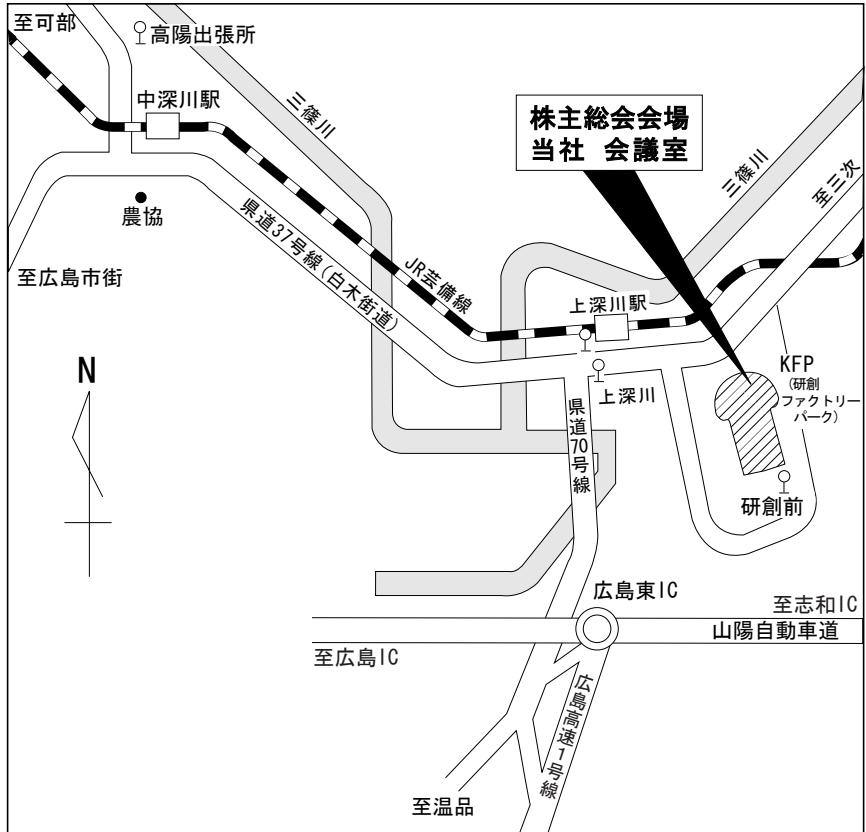 至可部
高陽出張所
中深川駅
三篠川
株主総会会場
当社 会議室
三篠川
至三次
農協
県道37号線(白木街道)
JR芸備線
至広島市街
上深川駅
N
KFP
(研創
ファクトリー
パーク)
上深川
県道70号線
研創前
広島東IC
至志和IC
山陽自動車道
至広島IC
広島高速1号線
至温品